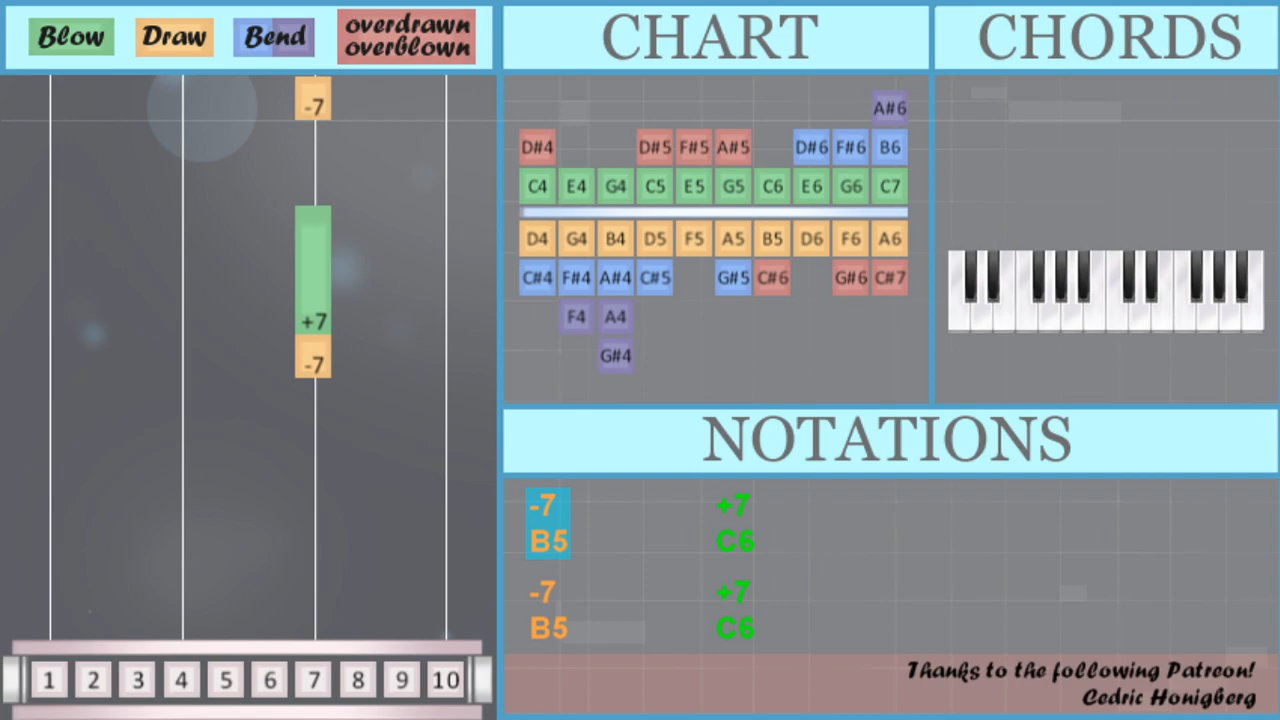 Blow Draw Bend overdrawn
overblown
CHART
CHORDS
-7
+7
-7
A#6
D#4 D#5 F#5 A#5 D#6 F#6 B6
C4 E4 G4 C5 E5 G5 C6 E6 G6 C7
D4 G4 B4 D5 F5 A5 B5 D6 F6 A6
C#4 F#4 A#4 C#5 G#5 C#6 G#6 C#7
F4 A4
G#4
NOTATIONS
-7 +7
B5 C6
-7 +7
B5 C6
1 2 3 4 5 6 7 8 9 10
Thanks to the following Patreon!
Cedric Honigberg